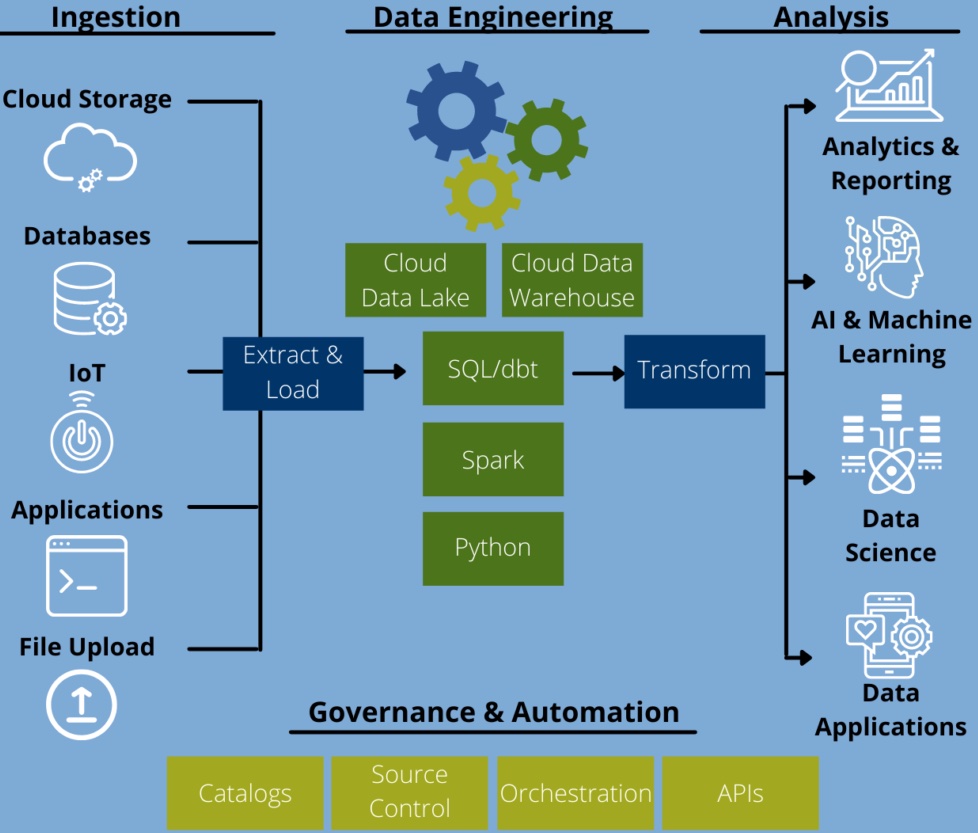 Ingestion
Data Engineering
Analysis
Cloud Storage
Databases
IoT
Applications
File Upload
Extract &
Load
Cloud
Data Lake
Cloud Data
Warehouse
SQL/dbt
Spark
Python
Transform
Analytics &
Reporting
AI & Machine
Learning
Data
Science
Data
Applications
Governance & Automation
Catalogs
Source
Control
Orchestration
APIs